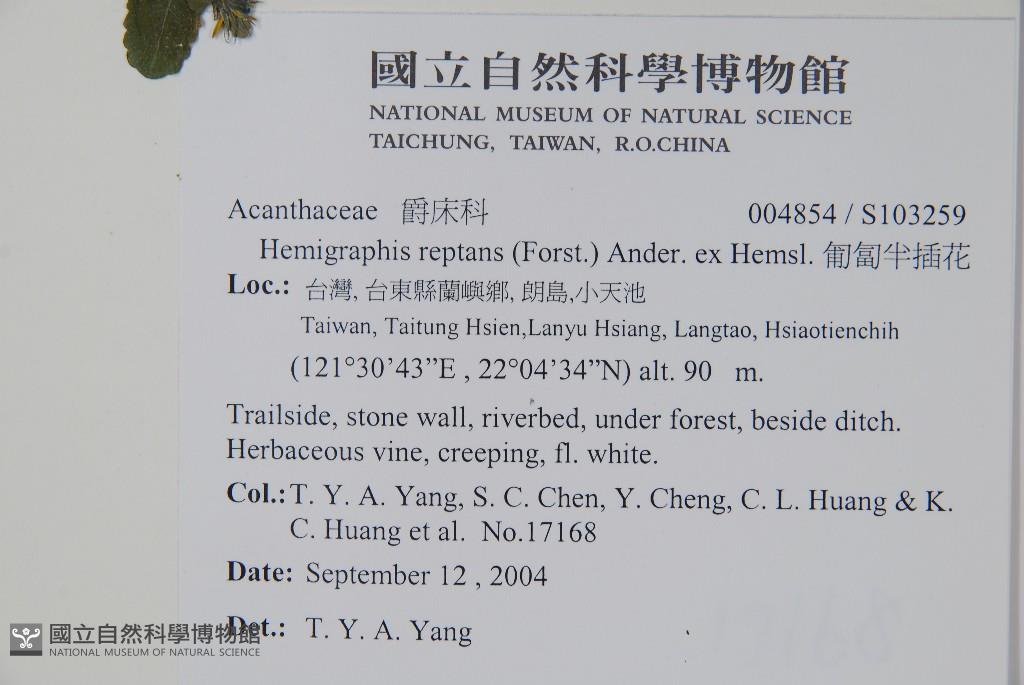 國立自然科學博物館
NATIONAL MUSEUM OF NATURAL SCIENCE
TAICHUNG, TAIWAN, R.O.CHINA
Acanthaceae 爵床科 004854 / S103259
Hemigraphis reptans (Forst.) Ander. ex Hemsl. 匍匐半插花
Loc.: 台灣, 台東縣蘭嶼鄉, 朗島,小天池
Taiwan, Taitung Hsien,Lanyu Hsiang, Langtao, Hsiaotienchih
(121°30'43”E , 22°04'34”N) alt. 90 m.
Trailside, stone wall, riverbed, under forest, beside ditch.
Herbaceous vine, creeping, fl. white.
Col.: T. Y. A. Yang, S. C. Chen, Y. Cheng, C. L. Huang & K.
C. Huang et al. No.17168
Date: September 12 , 2004
Det.: T. Y. A. Yang
國立自然科學博物館
NATIONAL MUSEUM OF NATURAL SCIENCE